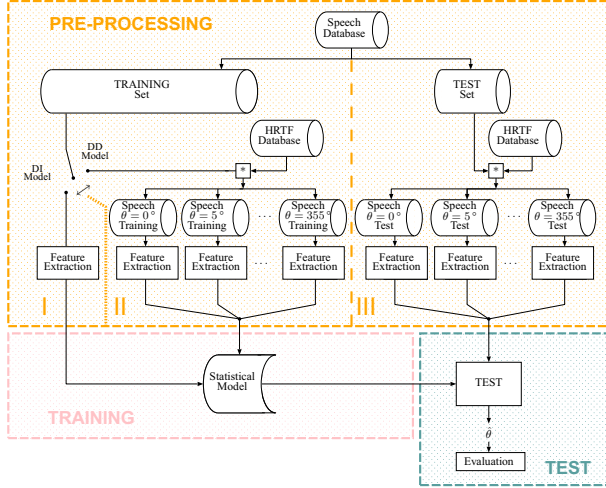 PRE-PROCESSING
Speech
Database
TRAINING
Set
TEST
Set
HRTF
Database
HRTF
Database
DD
Model
DI
Model
*
*
Speech
θ = 0°
Training
Speech
θ = 5°
Training
...
Speech
θ = 355°
Training
Speech
θ = 0°
Test
Speech
θ = 5°
Test
...
Speech
θ = 355°
Test
Feature
Extraction
Feature
Extraction
Feature
Extraction
...
Feature
Extraction
Feature
Extraction
Feature
Extraction
...
Feature
Extraction
I
II
III
Statistical
Model
TEST
TRAINING
θ̂
Evaluation
TEST